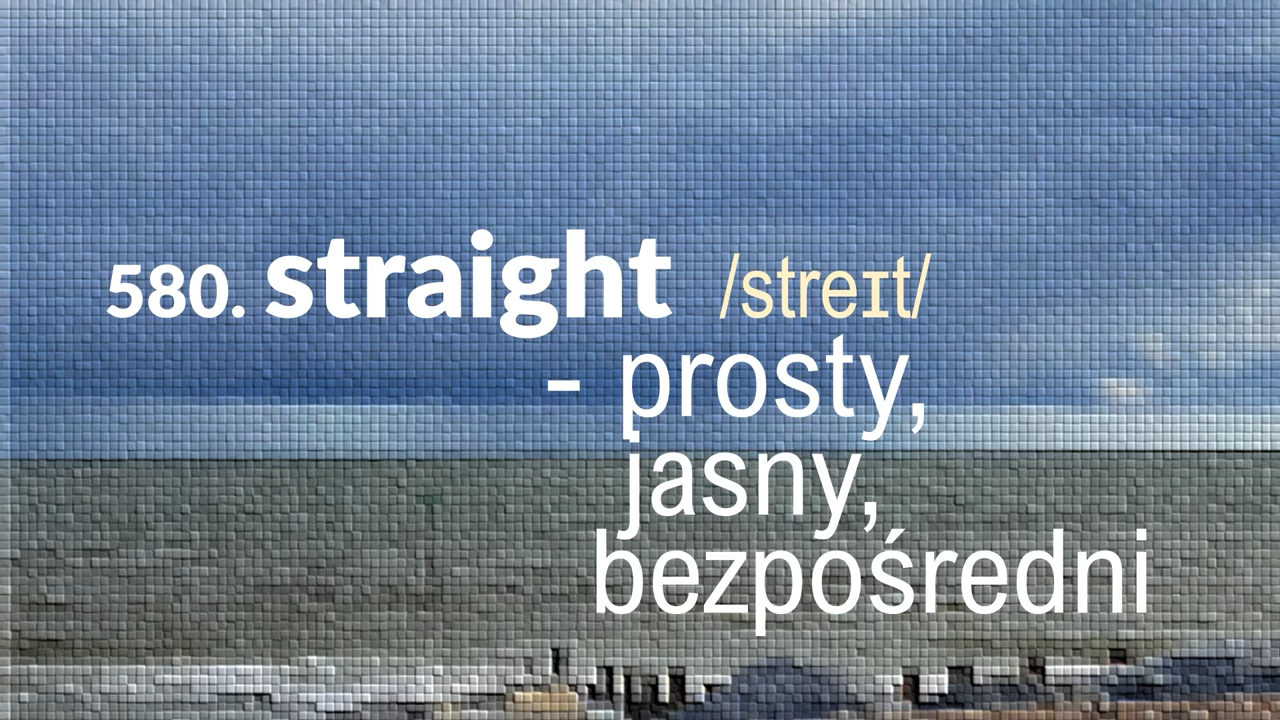 580. straight /streɪt/
- prosty,
jasny,
bezpośredni